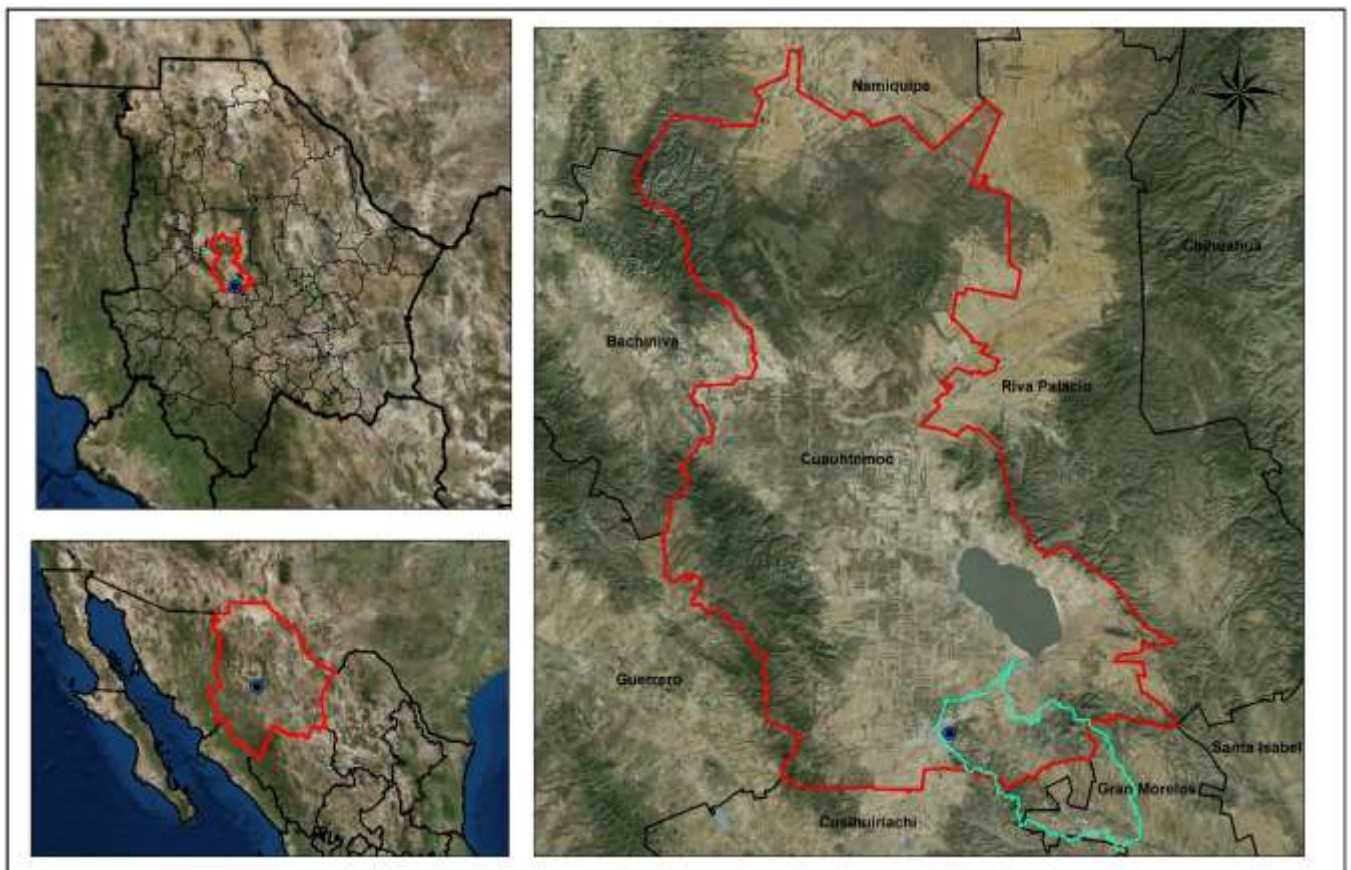 Namiquipa
Chihuahua
Bachiniva
Riva Palacio
Cuauhtemoc
Guerrero
Santa Isabel
Gran Morelos
Cusihuiriachi